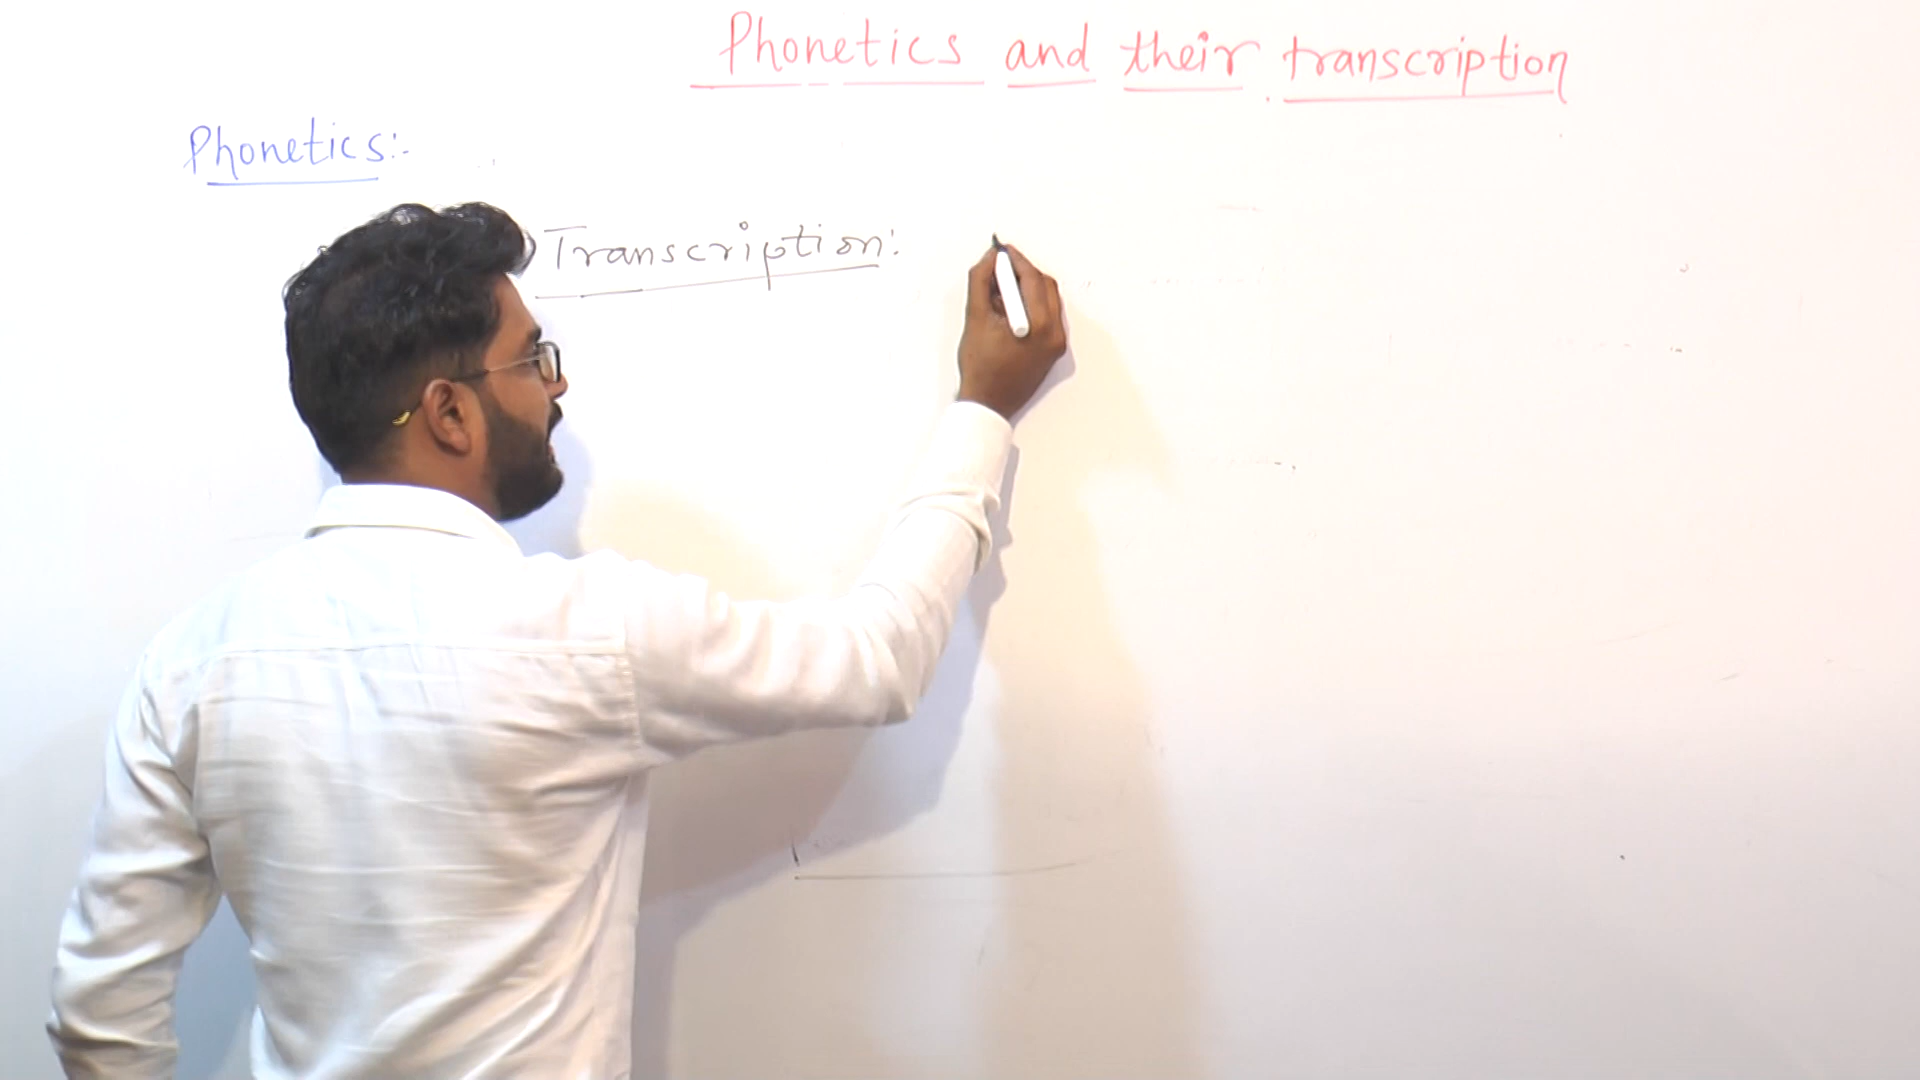 Phonetics and their transcription
Phonetics:-
) Transcription: